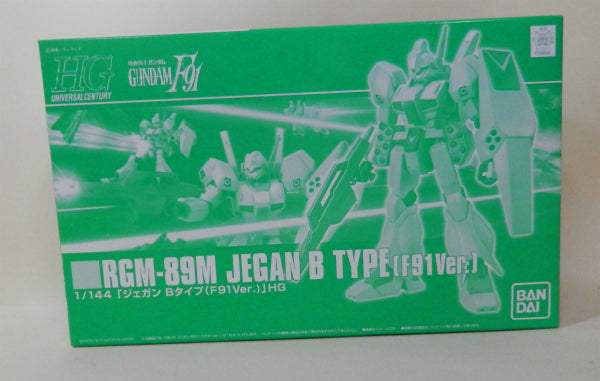 HG
UNIVERSAL CENTURY
機動戦士ガンダム
GUNDAM F91
RGM-89M JEGAN B TYPE (F91Ver.)
1/144「ジェガン Bタイプ(F91Ver.)」HG
BAN
DAI